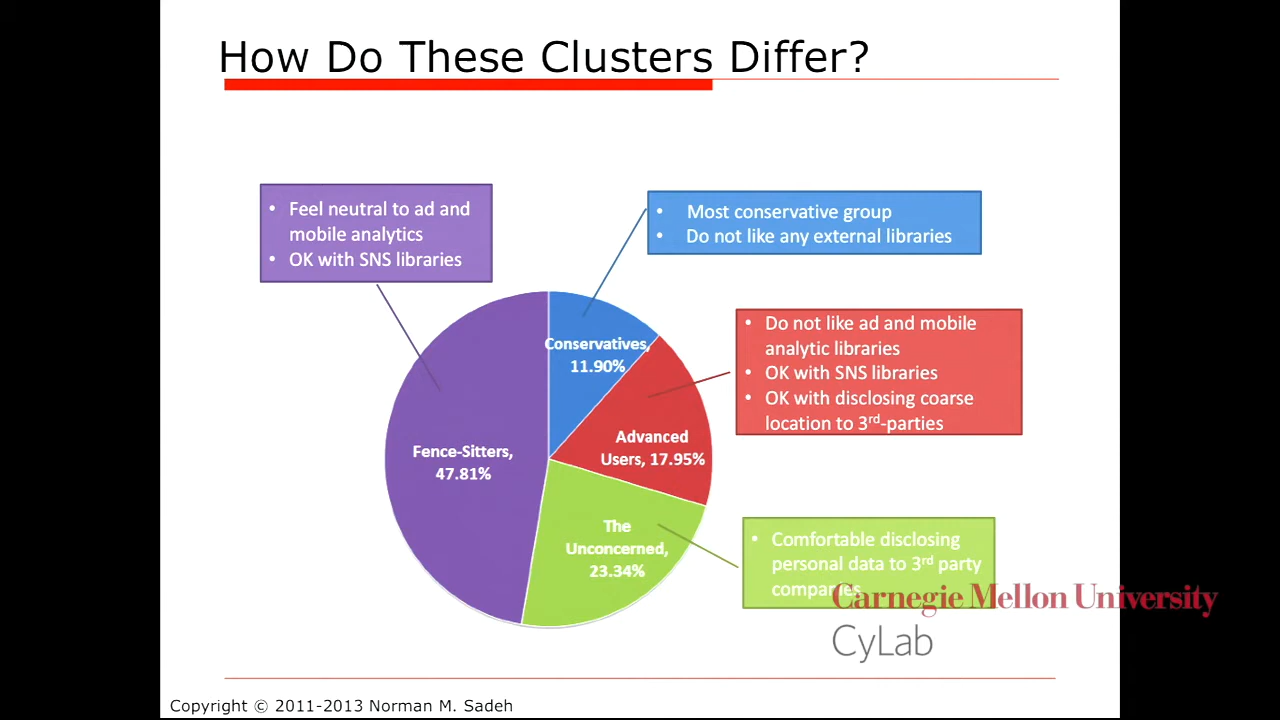 How Do These Clusters Differ?
• Feel neutral to ad and
mobile analytics
• OK with SNS libraries
• Most conservative group
• Do not like any external libraries
• Do not like ad and mobile
analytic libraries
• OK with SNS libraries
• OK with disclosing coarse
location to 3rd-parties
Conservatives,
11.90%
Advanced
Users, 17.95%
Fence-Sitters,
47.81%
The
Unconcerned,
23.34%
• Comfortable disclosing
personal data to 3rd party
companies
Carnegie Mellon University
CyLab
Copyright © 2011-2013 Norman M. Sadeh